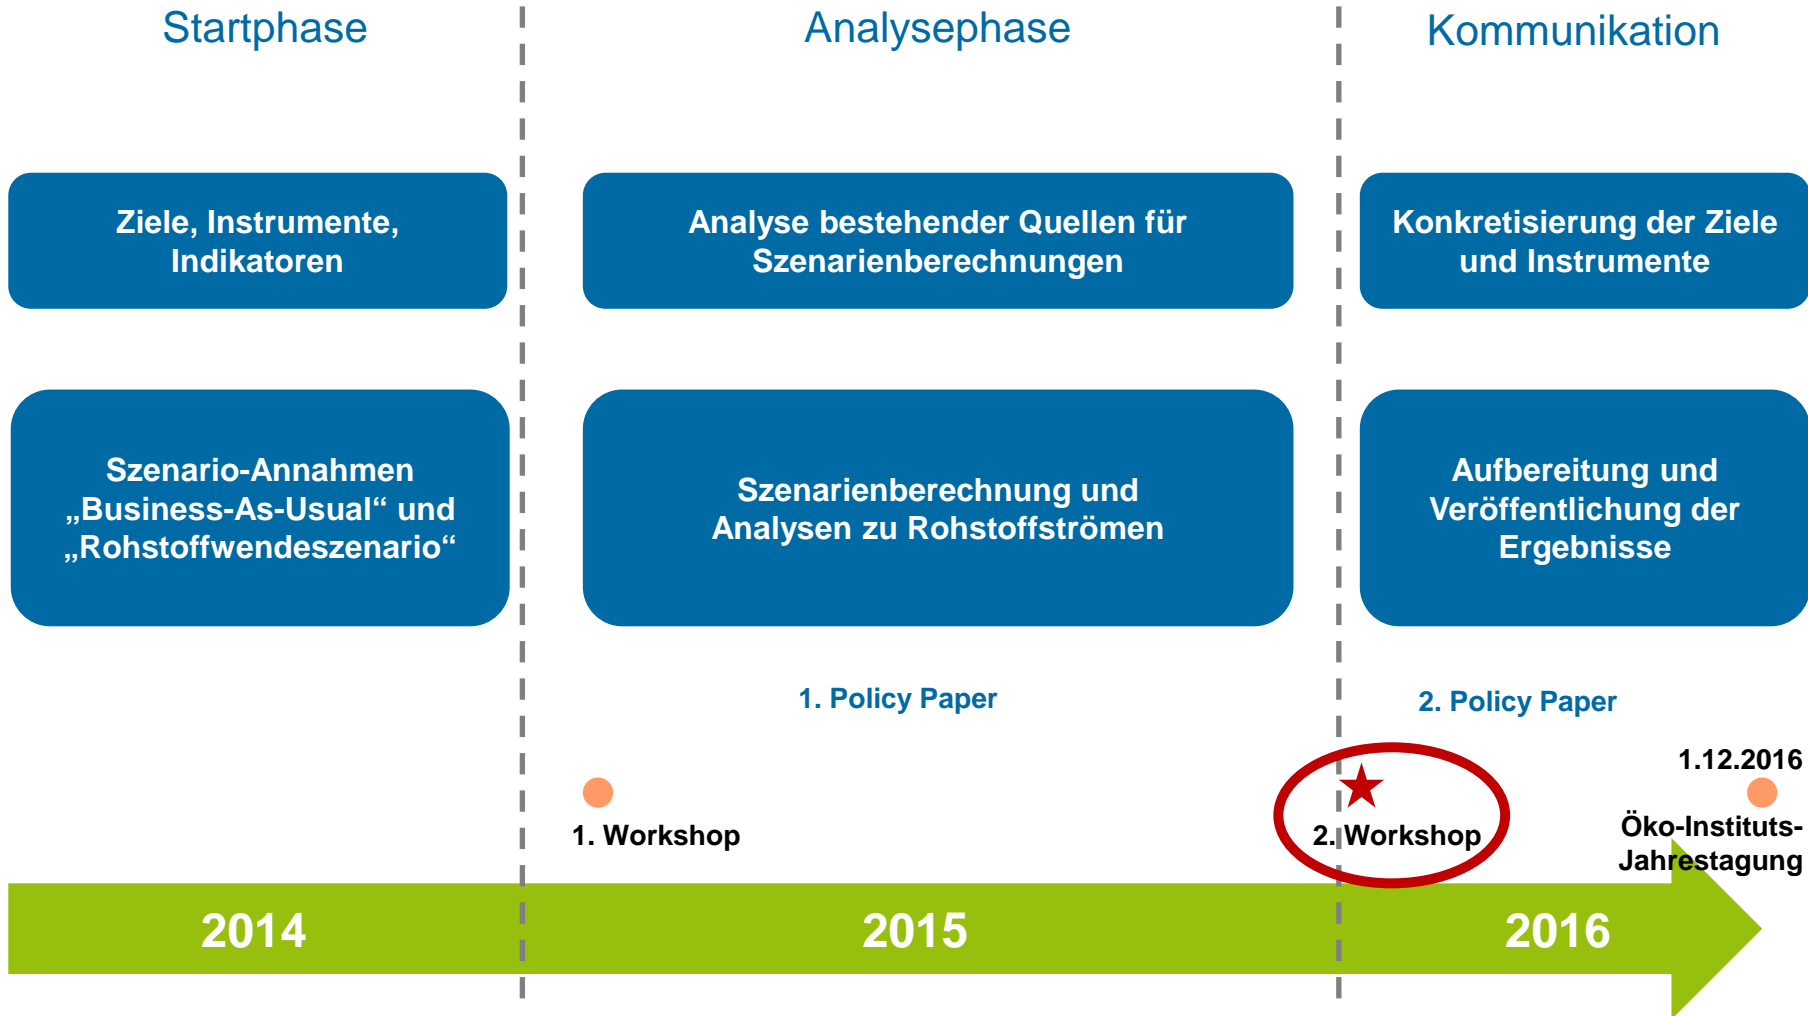 Startphase
Analysephase
Kommunikation
Ziele, Instrumente,
Indikatoren
Analyse bestehender Quellen für
Szenarienberechnungen
Konkretisierung der Ziele
und Instrumente
Szenario-Annahmen
„Business-As-Usual“ und
„Rohstoffwendeszenario“
Szenarienberechnung und
Analysen zu Rohstoffströmen
Aufbereitung und
Veröffentlichung der
Ergebnisse
1. Policy Paper
2. Policy Paper
1. Workshop
2. Workshop
1.12.2016
Öko-Instituts-
Jahrestagung
2014
2015
2016